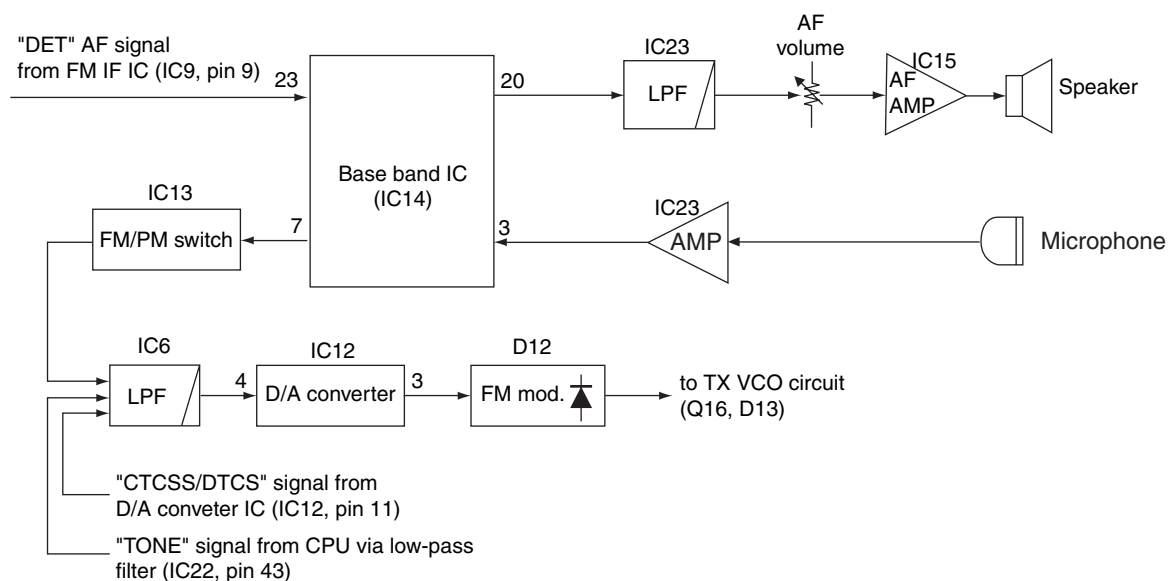 "DET" AF signal
from FM IF IC (IC9, pin 9)
23
Base band IC
(IC14)
20
IC23
LPF
AF
volume
IC15
AF
AMP
Speaker
IC13
FM/PM switch
7
3
IC23
AMP
Microphone
IC6
LPF
4
IC12
D/A converter
3
D12
FM mod.
to TX VCO circuit
(Q16, D13)
"CTCSS/DTCS" signal from
D/A conveter IC (IC12, pin 11)
"TONE" signal from CPU via low-pass
filter (IC22, pin 43)